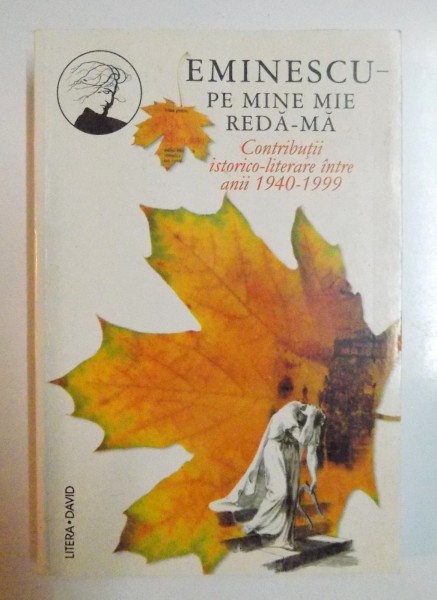 EMINESCU–
PE MINE MIE
REDĂ-MĂ
Contribuții
istorico-literare între
anii 1940-1999
LITERA • DAVID